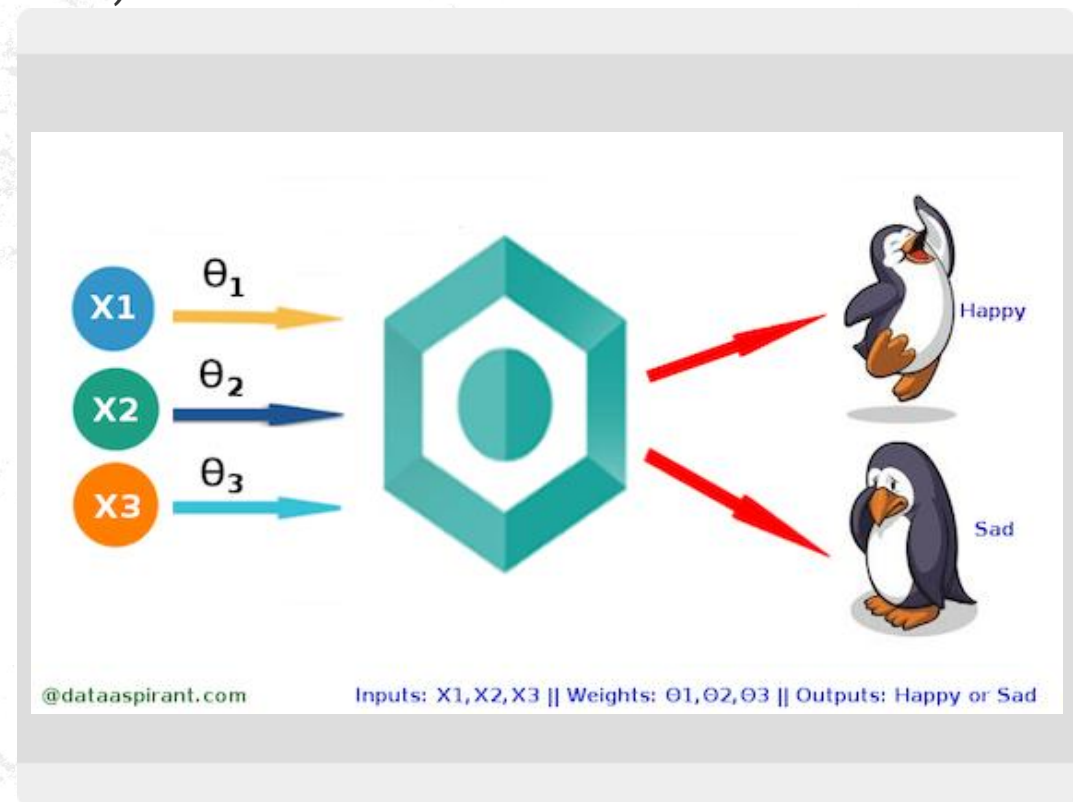 X1
θ1
X2
θ2
X3
θ3
Happy
Sad
@dataaspirant.com
Inputs: X1,X2,X3 || Weights: Θ1,Θ2,Θ3 || Outputs: Happy or Sad